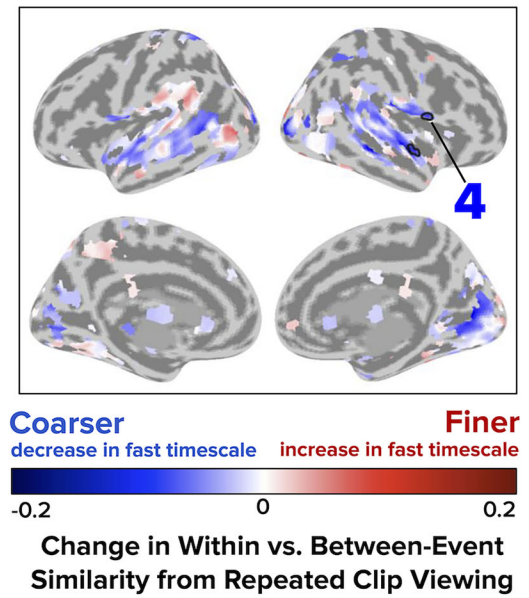 4
Coarser Finer
decrease in fast timescale increase in fast timescale
-0.2 0 0.2
Change in Within vs. Between-Event
Similarity from Repeated Clip Viewing